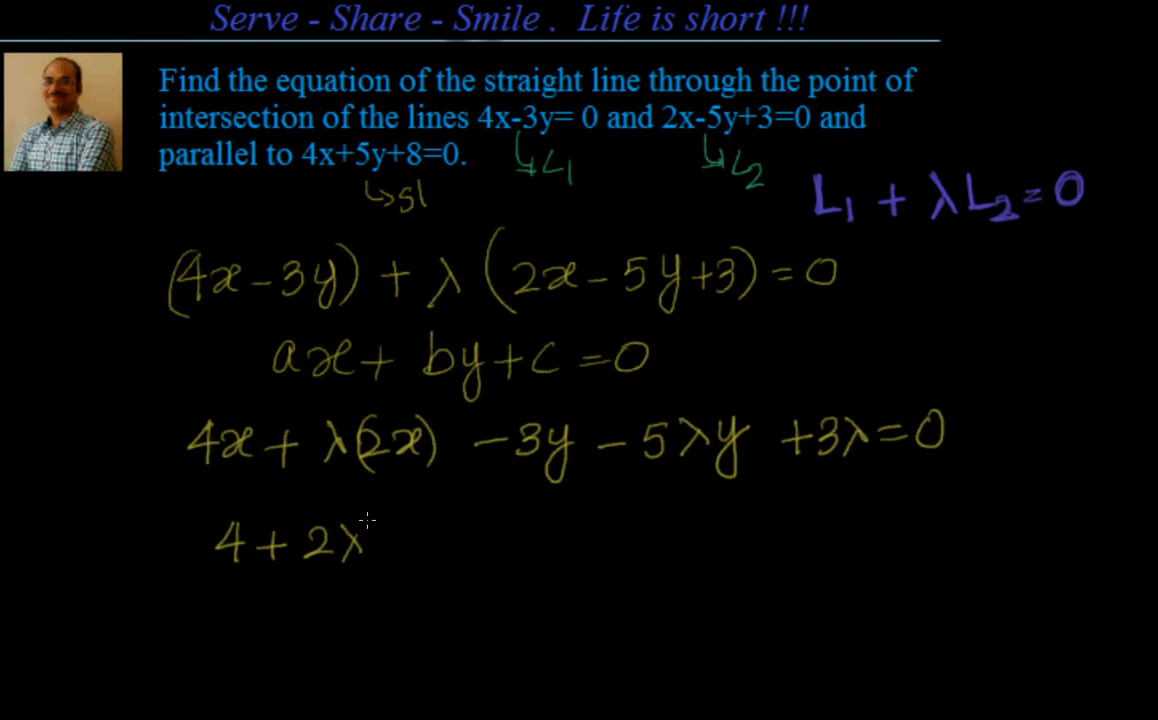 Serve - Share - Smile . Life is short !!!
Find the equation of the straight line through the point of
intersection of the lines 4x-3y= 0 and 2x-5y+3=0 and
parallel to 4x+5y+8=0.
↳L₁
↳L₂
↳sl
L₁ + λL₂=0
(4x-3y) + λ(2x-5y+3)=0
ax+by+c=0
4x+λ(2x) -3y-5λy +3λ=0
4+2λ